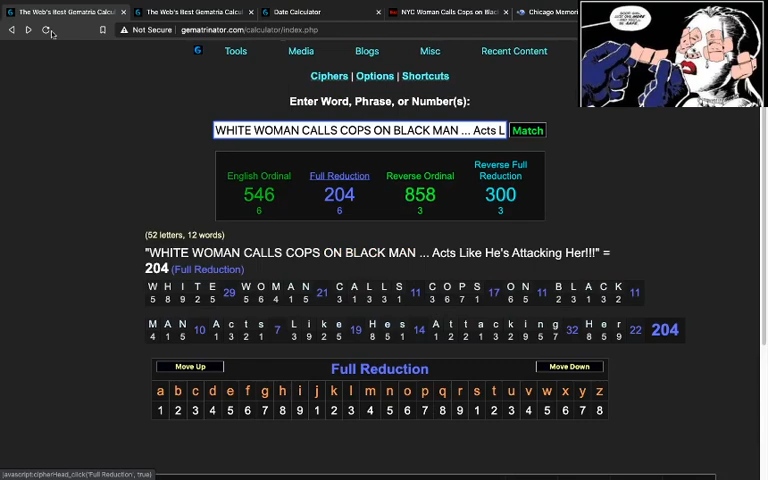 The Web's Best Gematria Calcul
The Web's Best Gematria Calcul
Date Calculator
NYC Woman Calls Cops on Blac
Chicago Memori
Not Secure
gematrinator.com/calculator/index.php
Tools
Media
Blogs
Misc
Recent Content
Ciphers | Options | Shortcuts
Enter Word, Phrase, or Number(s):
WHITE WOMAN CALLS COPS ON BLACK MAN ... Acts L
Match
English Ordinal
Full Reduction
Reverse Ordinal
Reverse Full Reduction
546
204
858
300
6
6
3
3
(52 letters, 12 words)
"WHITE WOMAN CALLS COPS ON BLACK MAN ... Acts Like He's Attacking Her!!!" =
204 (Full Reduction)
W H I T E 29 W O M A N 21 C A L L S 11 C O P S 17 O N 11 B L A C K 11
5 8 9 2 5 5 6 4 1 5 3 1 3 3 1 3 6 7 1 6 5 2 3 1 3 2
M A N 10 A c t s 7 L i k e 19 H e s 14 A t t a c k i n g 32 H e r 22 204
4 1 5 1 3 2 1 3 9 2 5 8 5 1 1 2 2 1 3 2 9 5 7 8 5 9
Move Up
Full Reduction
Move Down
a b c d e f g h i j k l m n o p q r s t u v w x y z
1 2 3 4 5 6 7 8 9 1 2 3 4 5 6 7 8 9 1 2 3 4 5 6 7 8
javascript:cipherHead_click('Full Reduction', true)